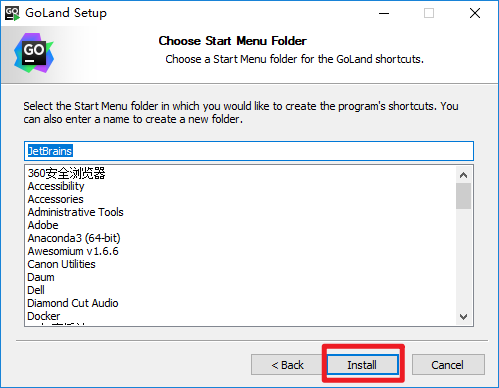 GoLand Setup
Choose Start Menu Folder
Choose a Start Menu folder for the GoLand shortcuts.
GO
GO
Select the Start Menu folder in which you would like to create the program's shortcuts. You
can also enter a name to create a new folder.
JetBrains
360安全浏览器
Accessibility
Accessories
Administrative Tools
Adobe
Anaconda3 (64-bit)
Awesomium v1.6.6
Canon Utilities
Daum
Dell
Diamond Cut Audio
Docker
< Back
Install
Cancel